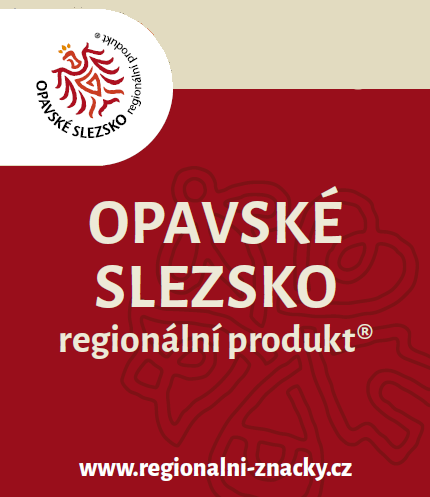 OPAVSKÉ SLEZSKO regionální produkt®
OPAVSKÉ
SLEZSKO
regionální produkt®
www.regionalni-znacky.cz